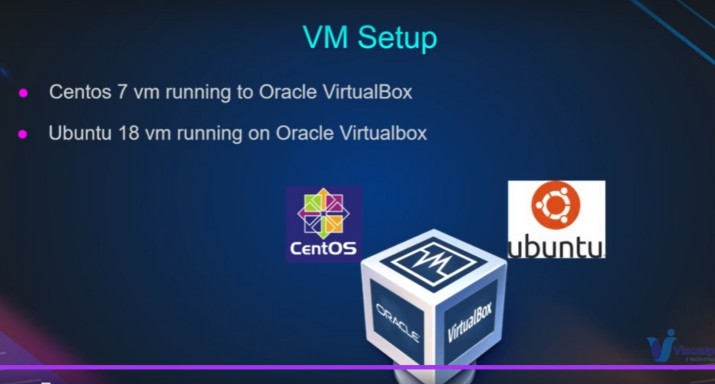 VM Setup
Centos 7 vm running to Oracle VirtualBox
Ubuntu 18 vm running on Oracle Virtualbox
CentOS
ubuntu
ORACLE
VirtualBox